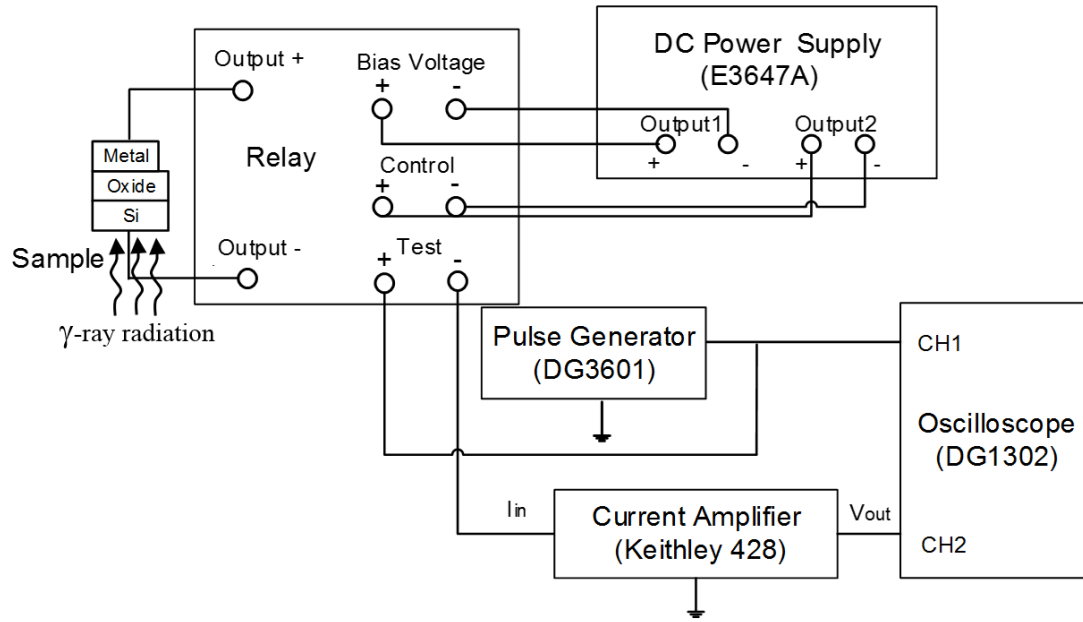 Output +
Bias Voltage
+ -
DC Power Supply
(E3647A)
Output1 Output2
+ - + -
Metal
Oxide
Si
Relay
Control
+ -
Sample
Output -
Test
+ -
γ-ray radiation
Pulse Generator
(DG3601)
CH1
Oscilloscope
(DG1302)
Iin
Current Amplifier
(Keithley 428)
Vout
CH2